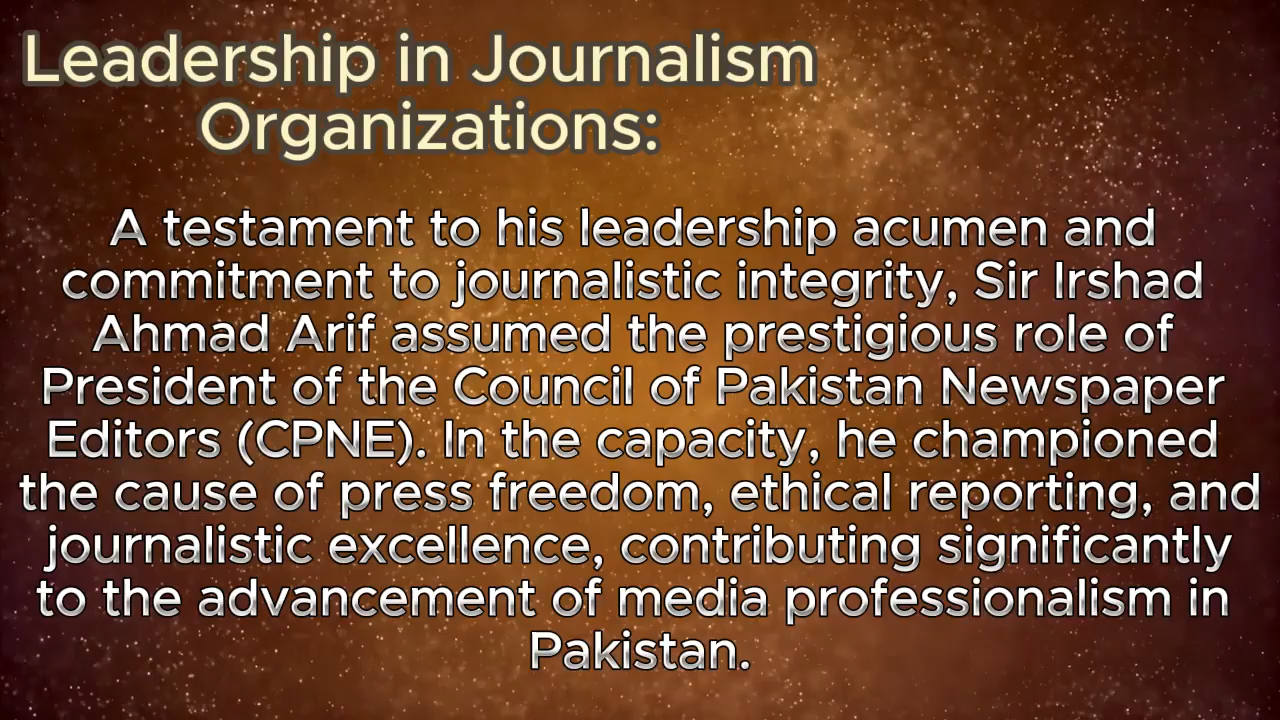 Leadership in Journalism
Organizations:
A testament to his leadership acumen and
commitment to journalistic integrity, Sir Irshad
Ahmad Arif assumed the prestigious role of
President of the Council of Pakistan Newspaper
Editors (CPNE). In the capacity, he championed
the cause of press freedom, ethical reporting, and
journalistic excellence, contributing significantly
to the advancement of media professionalism in
Pakistan.